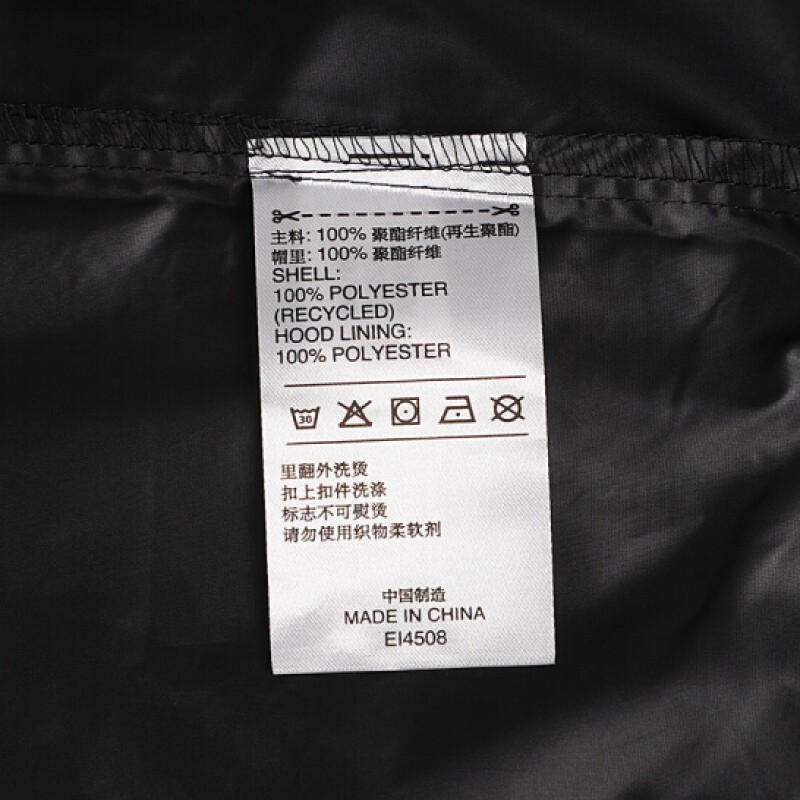 主料: 100% 聚酯纤维(再生聚酯)
帽里: 100% 聚酯纤维
SHELL:
100% POLYESTER
(RECYCLED)
HOOD LINING:
100% POLYESTER
30
里翻外洗烫
扣上扣件洗涤
标志不可熨烫
请勿使用织物柔软剂
中国制造
MADE IN CHINA
EI4508